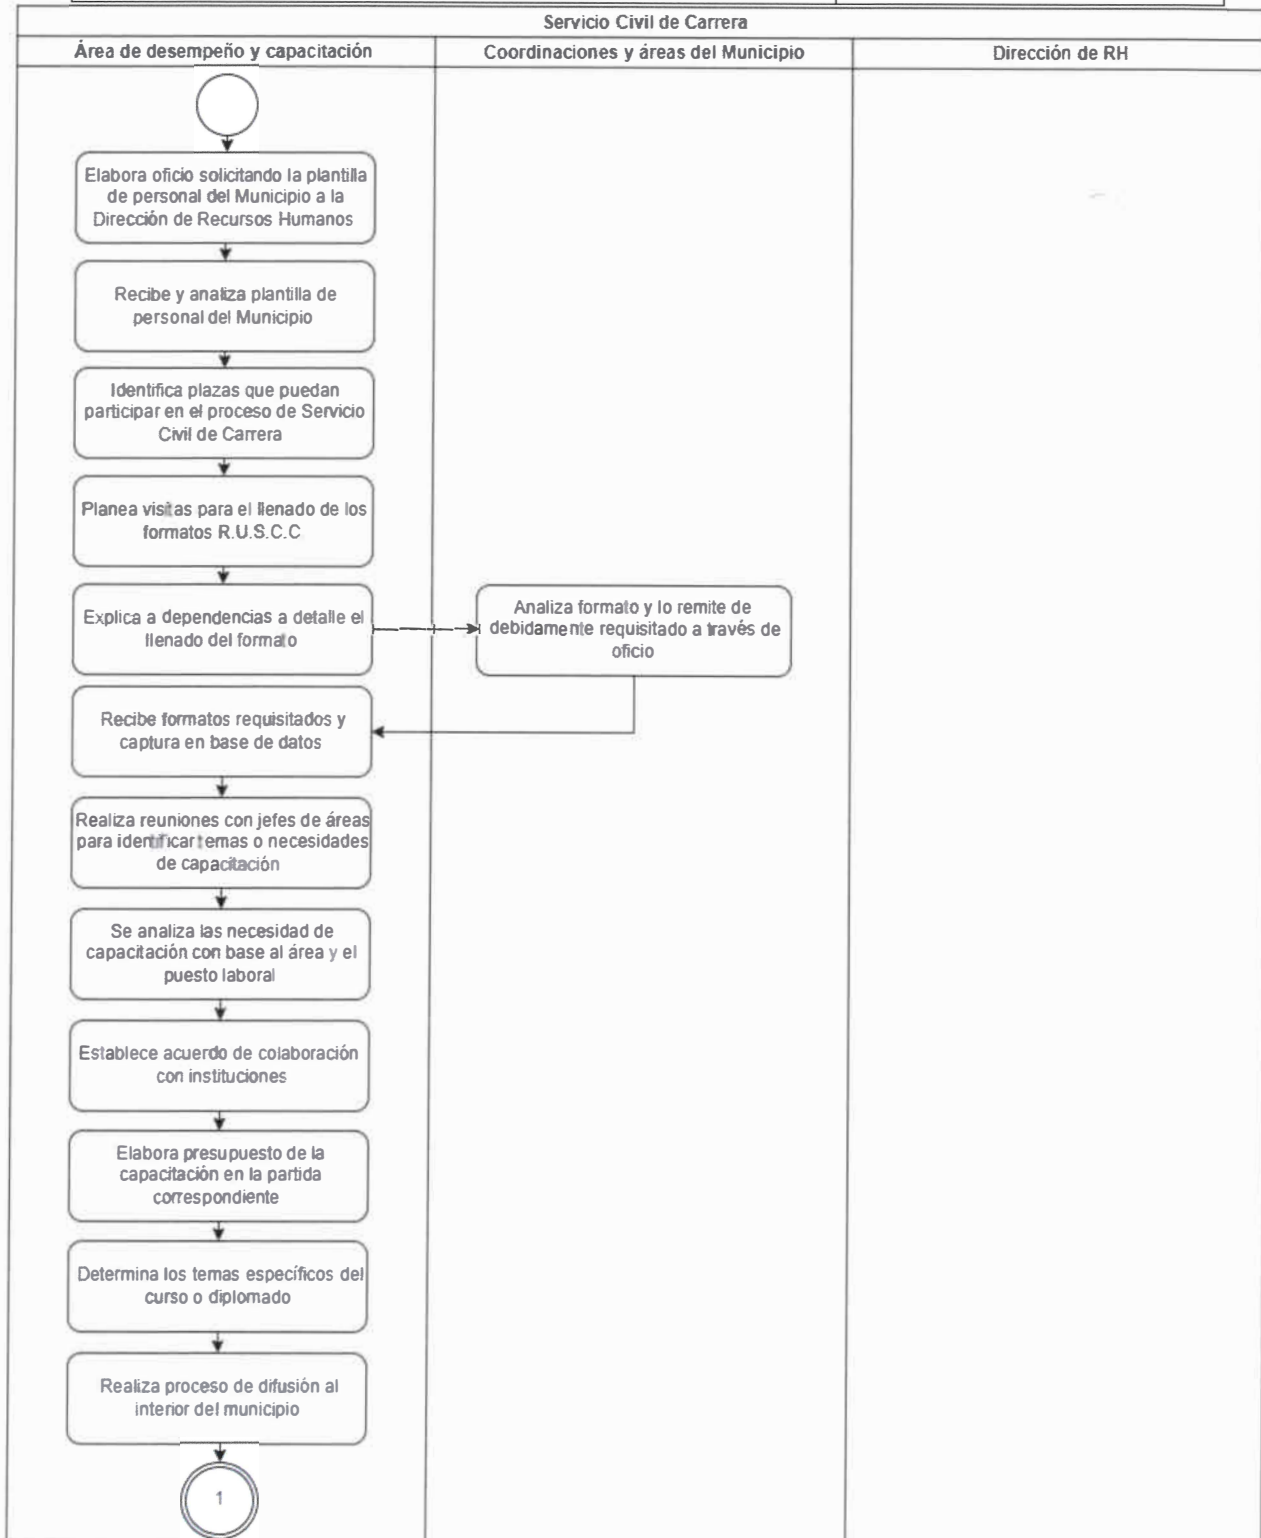 Servicio Civil de Carrera
Área de desempeño y capacitación
Coordinaciones y áreas del Municipio
Dirección de RH
Elabora oficio solicitando la plantilla
de personal del Municipio a la
Dirección de Recursos Humanos
Recibe y analiza plantilla de
personal del Municipio
Identifica plazas que puedan
participar en el proceso de Servicio
Civil de Carrera
Planea visitas para el llenado de los
formatos R.U.S.C.C
Explica a dependencias a detalle el
llenado del formato
Analiza formato y lo remite de
debidamente requisitado a través de
oficio
Recibe formatos requisitados y
captura en base de datos
Realiza reuniones con jefes de áreas
para identificar temas o necesidades
de capacitación
Se analiza las necesidad de
capacitación con base al área y el
puesto laboral
Establece acuerdo de colaboración
con instituciones
Elabora presupuesto de la
capacitación en la partida
correspondiente
Determina los temas específicos del
curso o diplomado
Realiza proceso de difusión al
interior del municipio
1